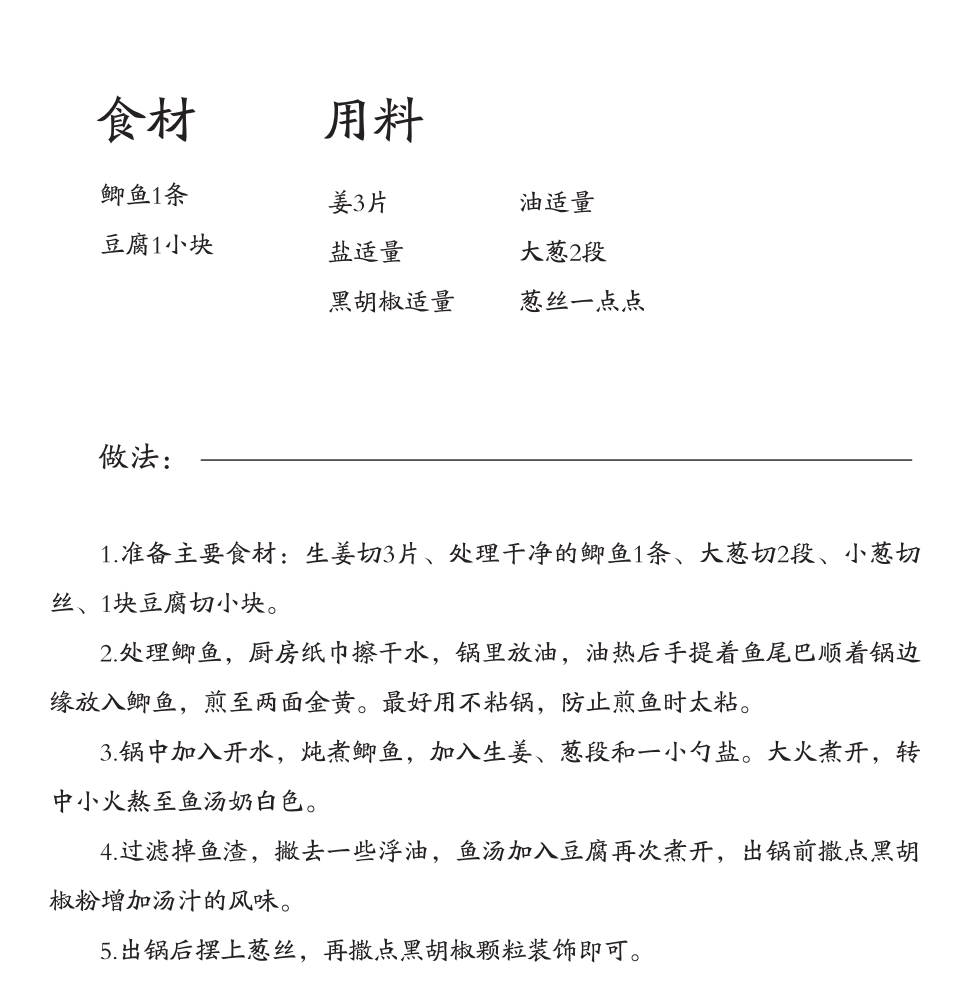 食材 用料
鲫鱼1条
豆腐1小块
姜3片 油适量
盐适量 大葱2段
黑胡椒适量 葱丝一点点
做法：
1.准备主要食材：生姜切3片、处理干净的鲫鱼1条、大葱切2段、小葱切
丝、1块豆腐切小块。
2.处理鲫鱼，厨房纸巾擦干水，锅里放油，油热后手提着鱼尾巴顺着锅边
缘放入鲫鱼，煎至两面金黄。最好用不粘锅，防止煎鱼时太粘。
3.锅中加入开水，炖煮鲫鱼，加入生姜、葱段和一小勺盐。大火煮开，转
中小火熬至鱼汤奶白色。
4.过滤掉鱼渣，撇去一些浮油，鱼汤加入豆腐再次煮开，出锅前撒点黑胡
椒粉增加汤汁的风味。
5.出锅后摆上葱丝，再撒点黑胡椒颗粒装饰即可。